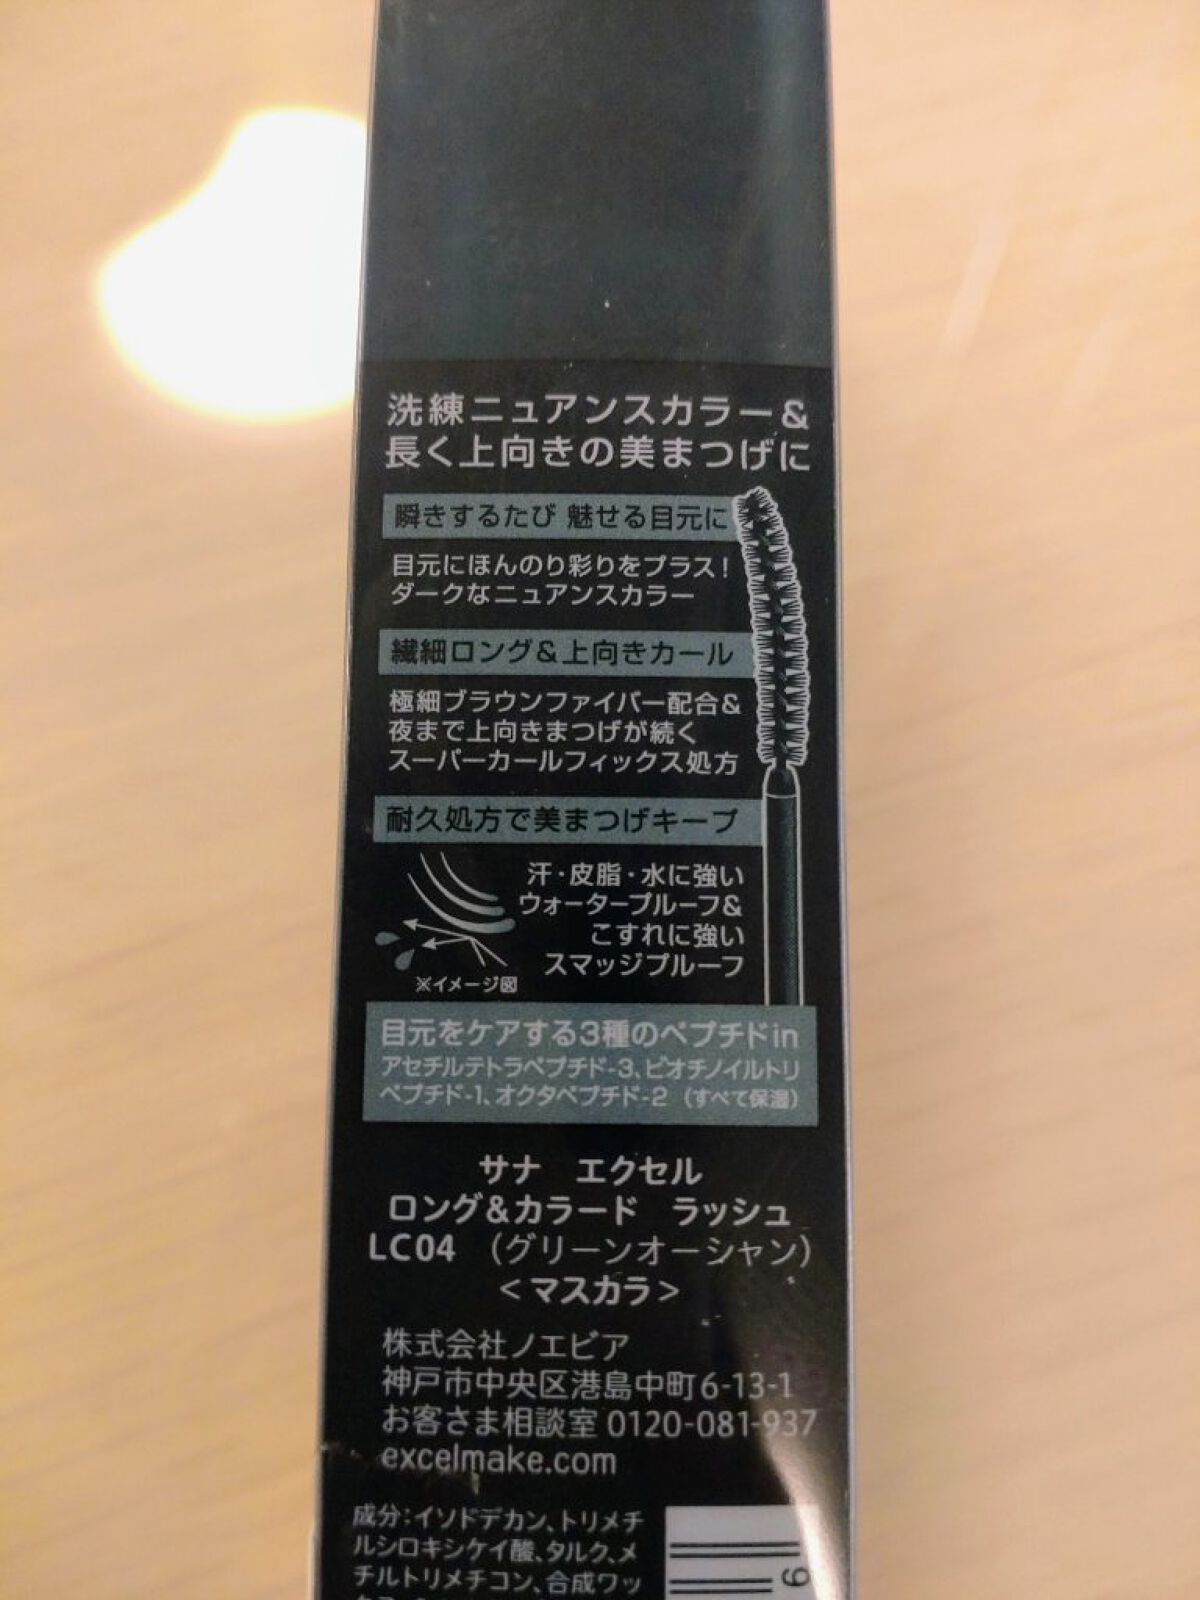 洗練ニュアンスカラー&
長く上向きの美まつげに
瞬きするたび 魅せる目元に
目元にほんのり彩りをプラス!
ダークなニュアンスカラー
繊細ロング&上向きカール
極細ブラウンファイバー配合&
夜まで上向きまつげが続く
スーパーカールフィックス処方
耐久処方で美まつげキープ
汗・皮脂・水に強い
ウォータープルーフ&
こすれに強い
スマッジプルーフ
※イメージ図
目元をケアする3種のペプチドin
アセチルテトラペプチド-3、ビオチノイルトリ
ペプチド-1、オクタペプチド-2 (すべて保湿)
サナ エクセル
ロング&カラード ラッシュ
LC04 (グリーンオーシャン)
<マスカラ>
株式会社ノエビア
神戸市中央区港島中町6-13-1
お客さま相談室 0120-081-937
excelmake.com
成分:イソドデカン、トリメチ
ルシロキシケイ酸、タルク、メ
チルトリメチコン、合成ワッ